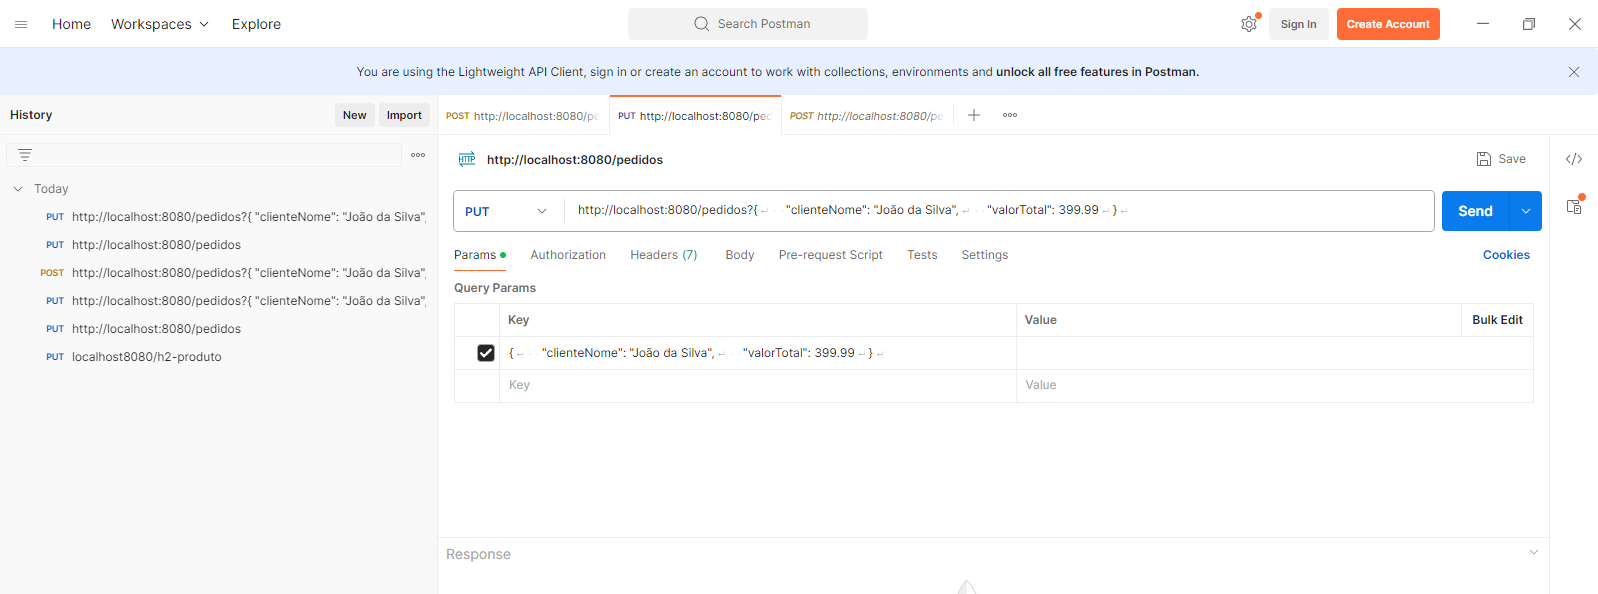 Home Workspaces Explore Search Postman Sign In Create Account
You are using the Lightweight API Client, sign in or create an account to work with collections, environments and unlock all free features in Postman.
History New Import
POST http://localhost:8080/pe PUT http://localhost:8080/ped POST http://localhost:8080/pe
HTTP http://localhost:8080/pedidos Save </>
Today
PUT http://localhost:8080/pedidos?{ "clienteNome": "João da Silva",
PUT http://localhost:8080/pedidos
POST http://localhost:8080/pedidos?{ "clienteNome": "João da Silva",
PUT http://localhost:8080/pedidos?{ "clienteNome": "João da Silva",
PUT http://localhost:8080/pedidos
PUT localhost8080/h2-produto
PUT http://localhost:8080/pedidos?{ ↵ "clienteNome": "João da Silva", ↵ "valorTotal": 399.99 ↵ } ↵ Send
Params Authorization Headers (7) Body Pre-request Script Tests Settings Cookies
Query Params
Key Value Bulk Edit
{ ↵ "clienteNome": "João da Silva", ↵ "valorTotal": 399.99 ↵ } ↵
Key Value
Response